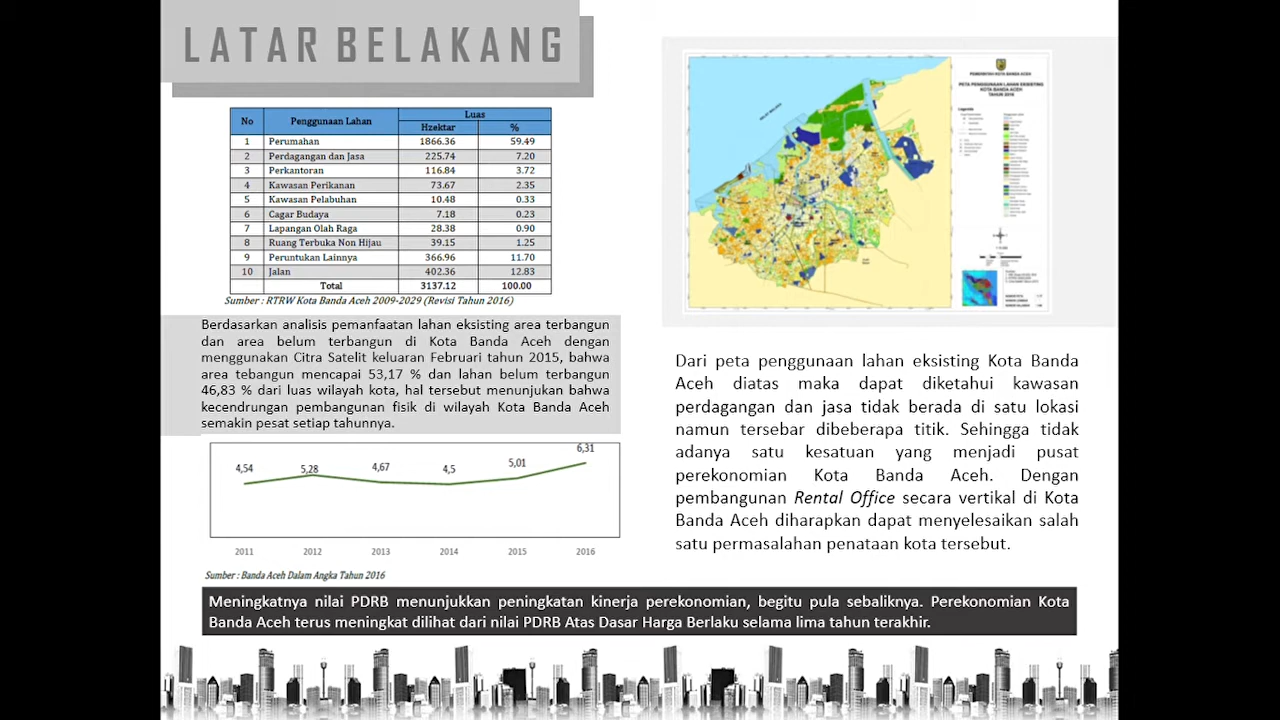 LATAR BELAKANG
No Penggunaan Lahan Luas
Hzektar %
1 1866.36 59.49
2 Perdagangan dan Jasa 225.74 7.20
3 116.84 3.72
4 Kawasan Perikanan 73.67 2.35
5 Kawasan Pelabuhan 10.48 0.33
6 Cagar Budaya 7.18 0.23
7 Lapangan Olah Raga 28.38 0.90
8 Ruang Terbuka Non Hijau 39.15 1.25
9 Peruntukan Lainnya 366.96 11.70
10 Jalan 402.36 12.83
3137.12 100.00
Sumber : RTRW Kota Banda Aceh 2009-2029 (Revisi Tahun 2016)
Berdasarkan analisis pemanfaatan lahan eksisting area terbangun
dan area belum terbangun di Kota Banda Aceh dengan
menggunakan Citra Satelit keluaran Februari tahun 2015, bahwa
area tebangun mencapai 53,17 % dan lahan belum terbangun
46,83 % dari luas wilayah kota, hal tersebut menunjukan bahwa
kecendrungan pembangunan fisik di wilayah Kota Banda Aceh
semakin pesat setiap tahunnya.
4,54 5,28 4,67 4,5 5,01 6,31
2011 2012 2013 2014 2015 2016
Sumber : Banda Aceh Dalam Angka Tahun 2016
PEMERINTAH KOTA BANDA ACEH
PETA PENGGUNAAN LAHAN EKSISTING
KOTA BANDA ACEH
TAHUN 2016
Dari peta penggunaan lahan eksisting Kota Banda
Aceh diatas maka dapat diketahui kawasan
perdagangan dan jasa tidak berada di satu lokasi
namun tersebar dibeberapa titik. Sehingga tidak
adanya satu kesatuan yang menjadi pusat
perekonomian Kota Banda Aceh. Dengan
pembangunan Rental Office secara vertikal di Kota
Banda Aceh diharapkan dapat menyelesaikan salah
satu permasalahan penataan kota tersebut.
Meningkatnya nilai PDRB menunjukkan peningkatan kinerja perekonomian, begitu pula sebaliknya. Perekonomian Kota
Banda Aceh terus meningkat dilihat dari nilai PDRB Atas Dasar Harga Berlaku selama lima tahun terakhir.